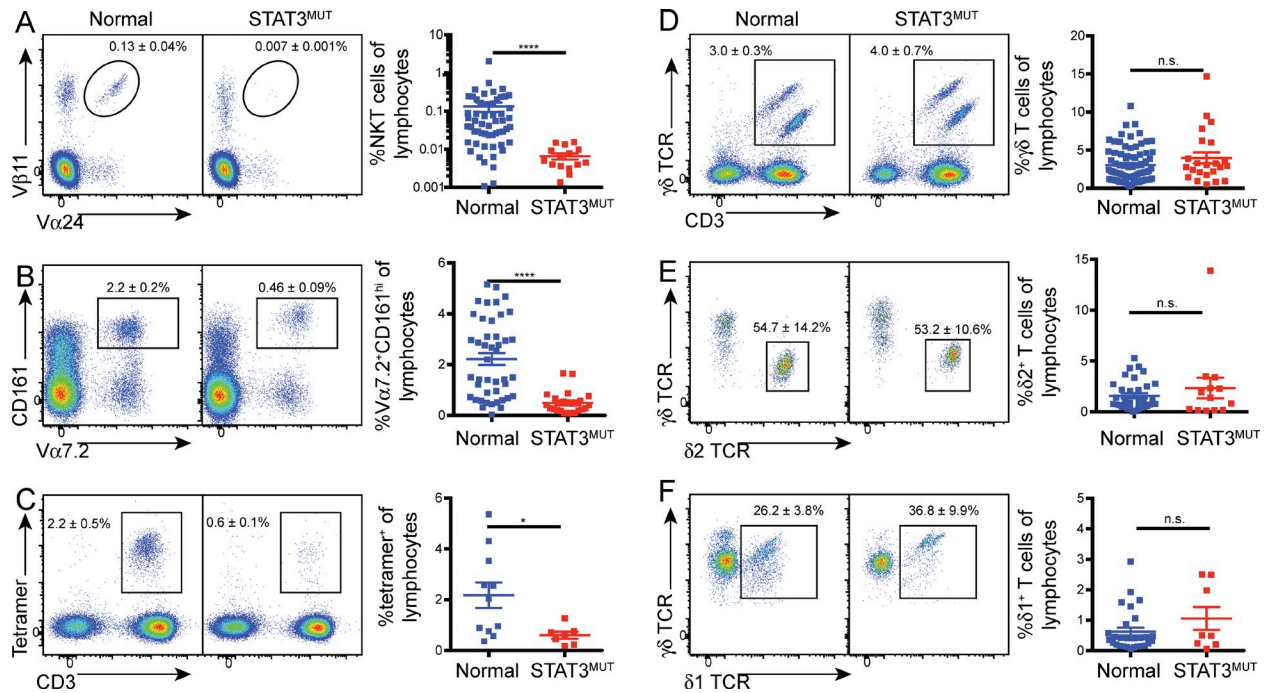 A
Normal
STAT3MUT
0.13 ± 0.04%
0.007 ± 0.001%
Vβ11
0
0
0
Vα24
%NKT cells of
lymphocytes
10
1
0.1
0.01
0.001
****
Normal
STAT3MUT
D
Normal
STAT3MUT
3.0 ± 0.3%
4.0 ± 0.7%
γδ TCR
0
0
0
CD3
%γδ T cells of
lymphocytes
20
15
10
5
0
n.s.
Normal
STAT3MUT
B
2.2 ± 0.2%
0.46 ± 0.09%
CD161
0
0
0
Vα7.2
%Vα7.2+CD161hi of
lymphocytes
6
4
2
0
****
Normal
STAT3MUT
E
54.7 ± 14.2%
53.2 ± 10.6%
γδ TCR
0
0
0
δ2 TCR
%δ2+ T cells of
lymphocytes
15
10
5
0
n.s.
Normal
STAT3MUT
C
2.2 ± 0.5%
0.6 ± 0.1%
Tetramer
0
0
0
CD3
%tetramer+ of
lymphocytes
6
4
2
0
*
Normal
STAT3MUT
F
26.2 ± 3.8%
36.8 ± 9.9%
γδ TCR
0
0
0
δ1 TCR
%δ1+ T cells of
lymphocytes
5
4
3
2
1
0
n.s.
Normal
STAT3MUT